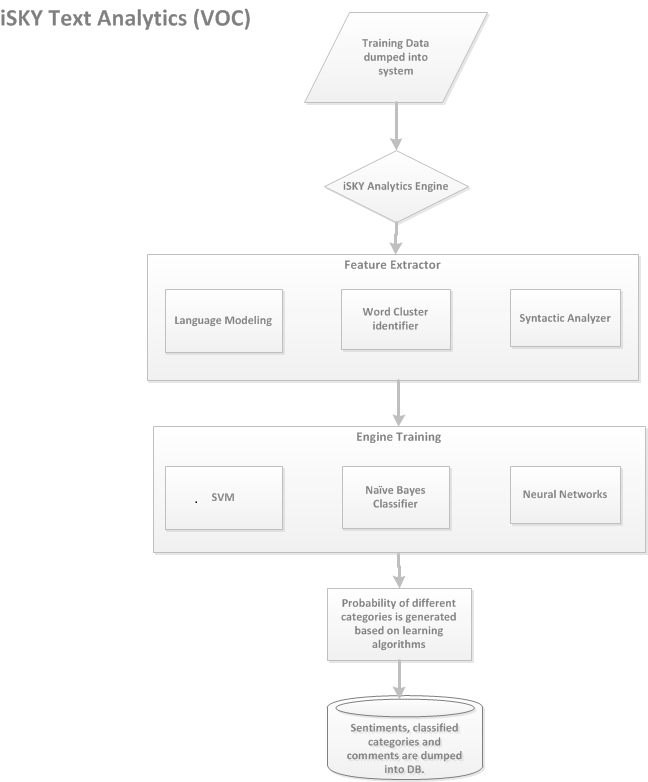 iSKY Text Analytics (VOC)
Training Data
dumped into
system
iSKY Analytics Engine
Feature Extractor
Language Modeling
Word Cluster
identifier
Syntactic Analyzer
Engine Training
. SVM
Naïve Bayes
Classifier
Neural Networks
Probability of different
categories is generated
based on learning
algorithms
Sentiments, classified
categories and
comments are dumped
into DB.